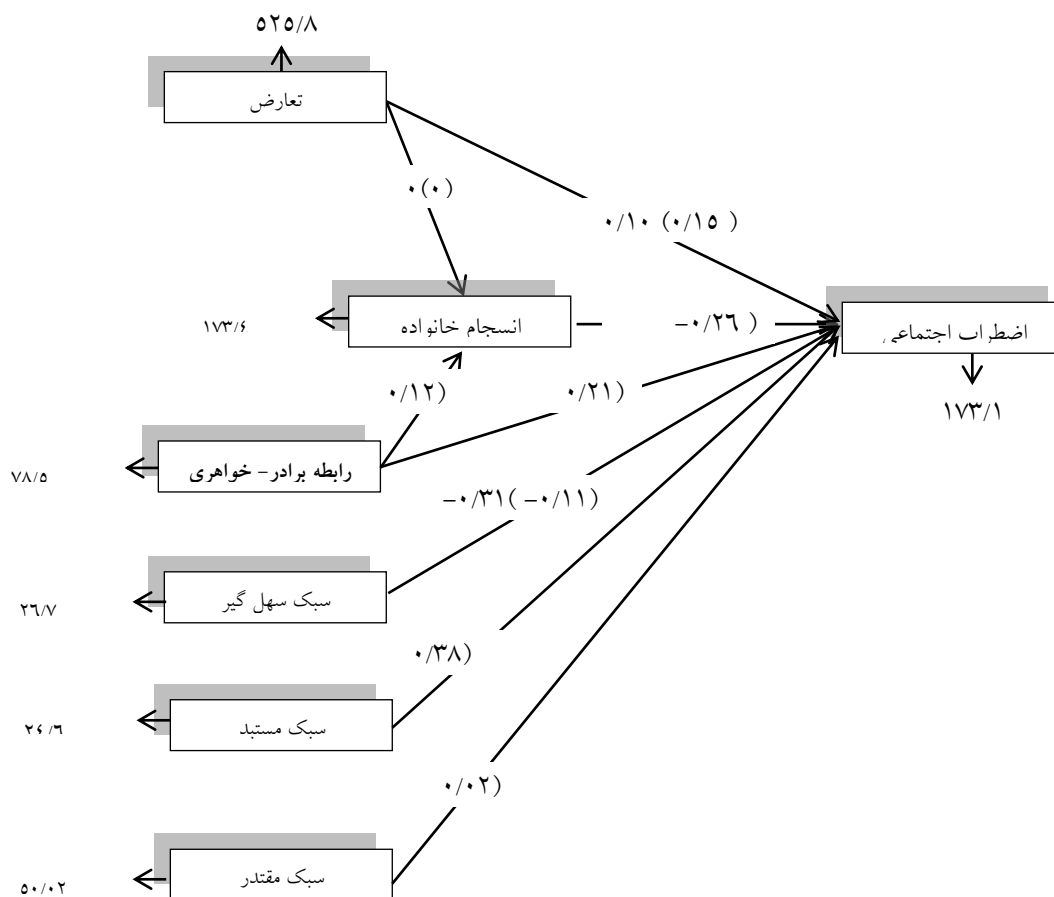 ۵۲۵/۸
تعارض
۰(۰)
۰/۱۰ (۰/۱۵ )
انسجام خانواده
۱۷۳/۶
-۰/۲۶ )
اضطراب اجتماعی
۱۷۳/۱
۰/۱۲)
۰/۲۱)
رابطه برادر- خواهری
۷۸/۵
-۰/۳۱( -۰/۱۱)
سبک سهل گیر
۲۶/۷
۰/۳۸)
سبک مستبد
۲۶/۶
۰/۰۲)
سبک مقتدر
۵۰/۰۲